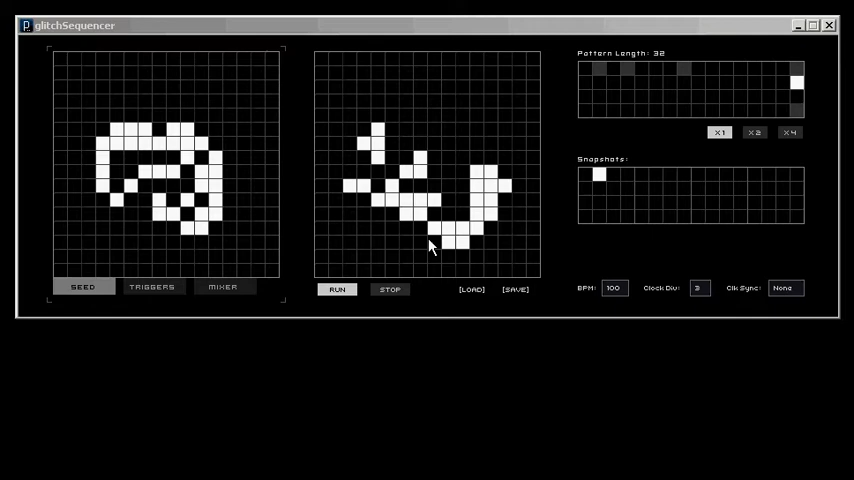 glitchSequencer
Pattern Length: 32
X1 X2 X4
Snapshots:
SEED TRIGGERS MIXER
RUN STOP [LOAD] [SAVE]
BPM: 100 Clock Div: 3 Clk Sync: None